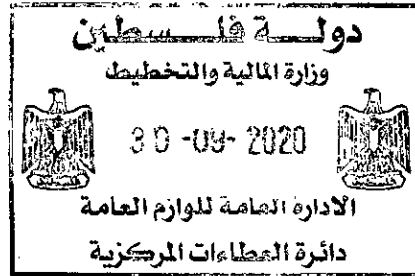 دولة فلسطين
وزارة المالية والتخطيط
30 -09- 2020
الادارة العامة للوازم العامة
دائرة العطاءات المركزية